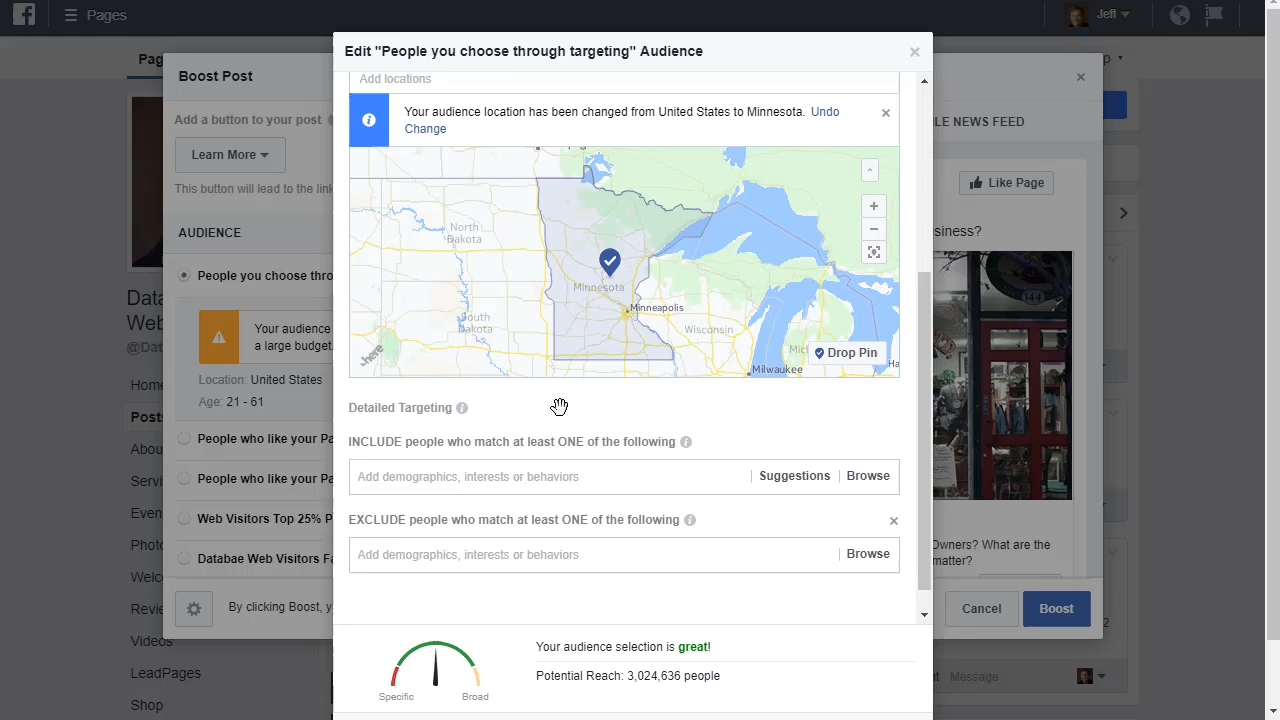 Pages
Jeff
Edit "People you choose through targeting" Audience
Boost Post
Add a button to your post
Learn More
This button will lead to the link
AUDIENCE
People you choose thro
Your audience
a large budget.
Location: United States
Age: 21 - 61
People who like your Pa
People who like your Pa
Web Visitors Top 25% P
Databae Web Visitors Fa
By clicking Boost, y
Pag
Data
Web
@Dat
Home
Posts
Abou
Servi
Even
Photo
Welc
Revie
Videos
LeadPages
Shop
Add locations
Your audience location has been changed from United States to Minnesota. Undo
Change
North
Dakota
South
Dakota
Minnesota
Minneapolis
Wisconsin
Milwaukee
Mic
Ha
here
Drop Pin
Detailed Targeting
INCLUDE people who match at least ONE of the following
Add demographics, interests or behaviors
Suggestions
Browse
EXCLUDE people who match at least ONE of the following
Add demographics, interests or behaviors
Browse
Specific
Broad
Your audience selection is great!
Potential Reach: 3,024,636 people
LE NEWS FEED
Like Page
siness?
Owners? What are the
matter?
Cancel
Boost
Message